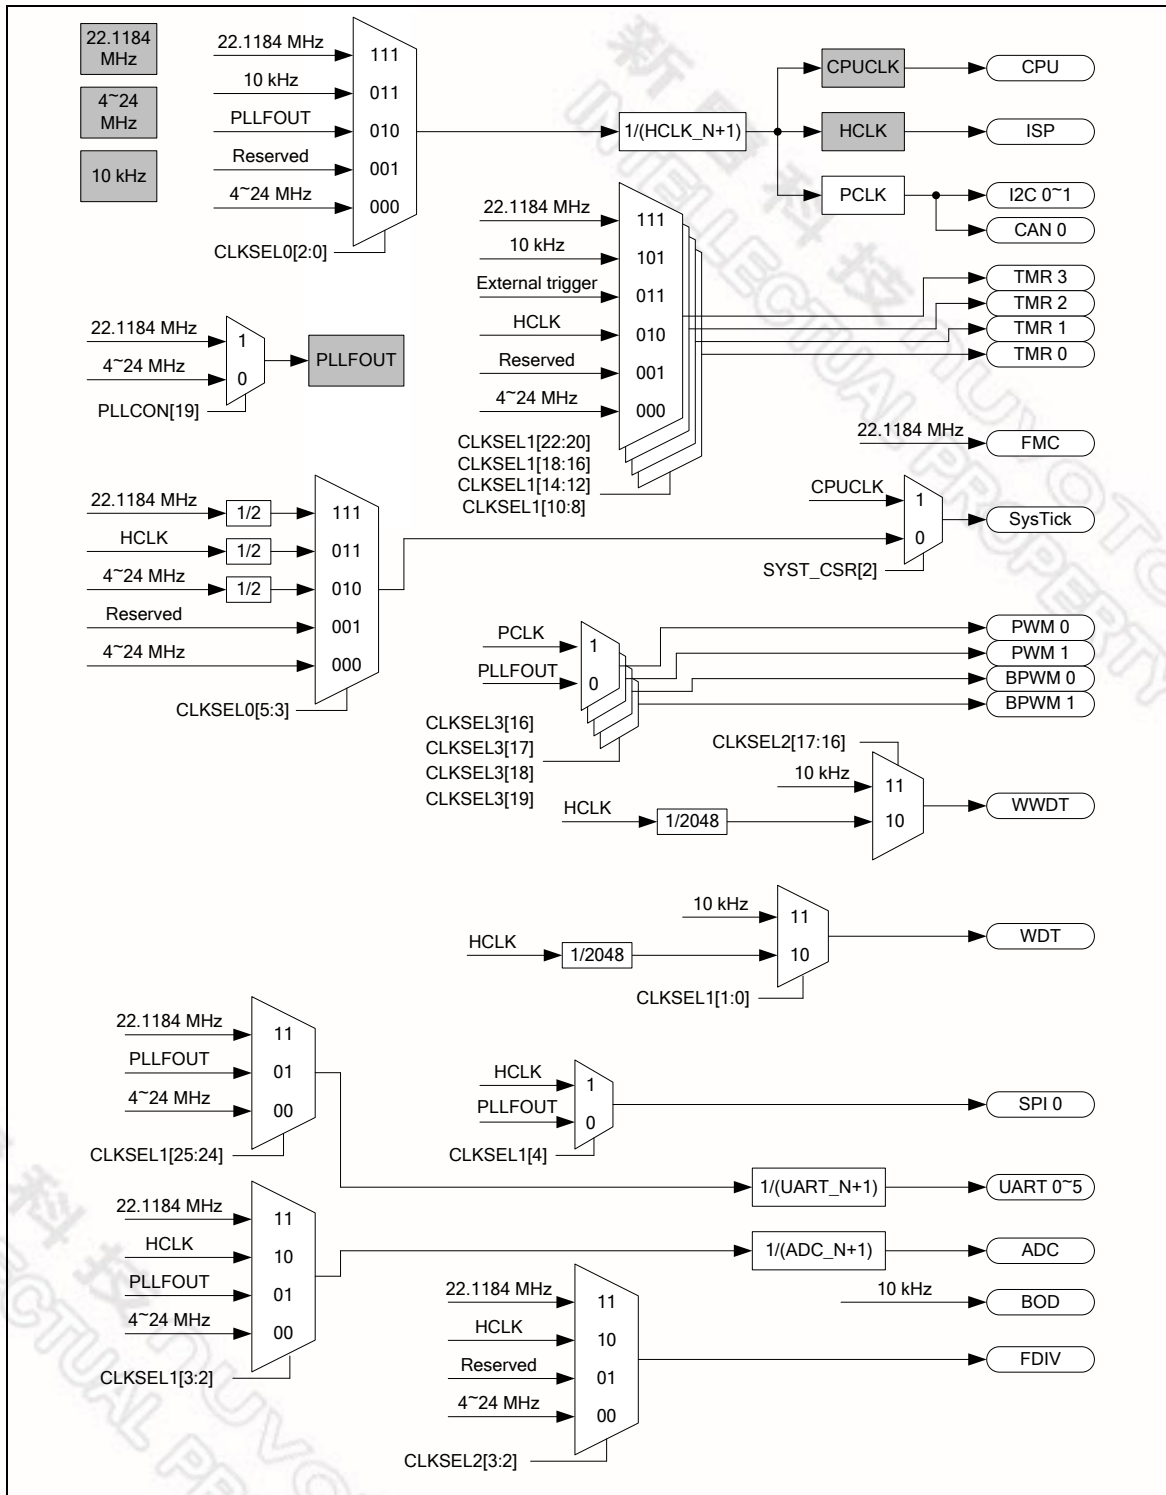 22.1184
MHz
4~24
MHz
10 kHz
22.1184 MHz
10 kHz
PLLFOUT
Reserved
4~24 MHz
111
011
010
001
000
CLKSEL0[2:0]
1/(HCLK_N+1)
CPUCLK
CPU
HCLK
ISP
PCLK
I2C 0~1
CAN 0
22.1184 MHz
10 kHz
External trigger
HCLK
Reserved
4~24 MHz
111
101
011
010
001
000
CLKSEL1[22:20]
CLKSEL1[18:16]
CLKSEL1[14:12]
CLKSEL1[10:8]
TMR 3
TMR 2
TMR 1
TMR 0
22.1184 MHz
4~24 MHz
1
0
PLLCON[19]
PLLFOUT
22.1184 MHz
FMC
22.1184 MHz
HCLK
4~24 MHz
Reserved
4~24 MHz
1/2
1/2
1/2
111
011
010
001
000
CLKSEL0[5:3]
CPUCLK
1
0
SYST_CSR[2]
SysTick
PCLK
PLLFOUT
1
0
CLKSEL3[16]
CLKSEL3[17]
CLKSEL3[18]
CLKSEL3[19]
PWM 0
PWM 1
BPWM 0
BPWM 1
CLKSEL2[17:16]
10 kHz
HCLK
1/2048
11
10
WWDT
10 kHz
HCLK
1/2048
11
10
CLKSEL1[1:0]
WDT
22.1184 MHz
PLLFOUT
4~24 MHz
11
01
00
CLKSEL1[25:24]
HCLK
PLLFOUT
1
0
CLKSEL1[4]
SPI 0
1/(UART_N+1)
UART 0~5
22.1184 MHz
HCLK
PLLFOUT
4~24 MHz
11
10
01
00
CLKSEL1[3:2]
1/(ADC_N+1)
ADC
10 kHz
BOD
22.1184 MHz
HCLK
Reserved
4~24 MHz
11
10
01
00
CLKSEL2[3:2]
FDIV
新唐科技 nuvoTon
INTELLECTUAL PROPERTY